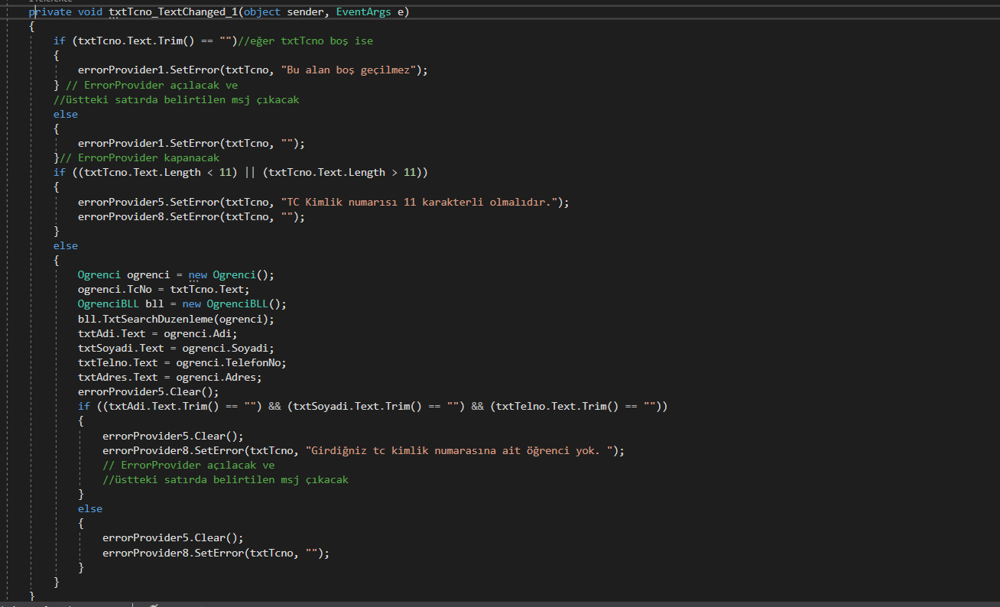 private void txtTcno_TextChanged_1(object sender, EventArgs e)
{
if (txtTcno.Text.Trim() == "")//eğer txtTcno boş ise
{
errorProvider1.SetError(txtTcno, "Bu alan boş geçilmez");
} // ErrorProvider açılacak ve
//üstteki satırda belirtilen msj çıkacak
else
{
errorProvider1.SetError(txtTcno, "");
}// ErrorProvider kapanacak
if ((txtTcno.Text.Length < 11) || (txtTcno.Text.Length > 11))
{
errorProvider5.SetError(txtTcno, "TC Kimlik numarısı 11 karakterli olmalıdır.");
errorProvider8.SetError(txtTcno, "");
}
else
{
Ogrenci ogrenci = new Ogrenci();
ogrenci.TcNo = txtTcno.Text;
OgrenciBLL bll = new OgrenciBLL();
bll.TxtSearchDuzenleme(ogrenci);
txtAdi.Text = ogrenci.Adi;
txtSoyadi.Text = ogrenci.Soyadi;
txtTelno.Text = ogrenci.TelefonNo;
txtAdres.Text = ogrenci.Adres;
errorProvider5.Clear();
if ((txtAdi.Text.Trim() == "") && (txtSoyadi.Text.Trim() == "") && (txtTelno.Text.Trim() == ""))
{
errorProvider5.Clear();
errorProvider8.SetError(txtTcno, "Girdiğniz tc kimlik numarasına ait öğrenci yok. ");
// ErrorProvider açılacak ve
//üstteki satırda belirtilen msj çıkacak
}
else
{
errorProvider5.Clear();
errorProvider8.SetError(txtTcno, "");
}
}
}